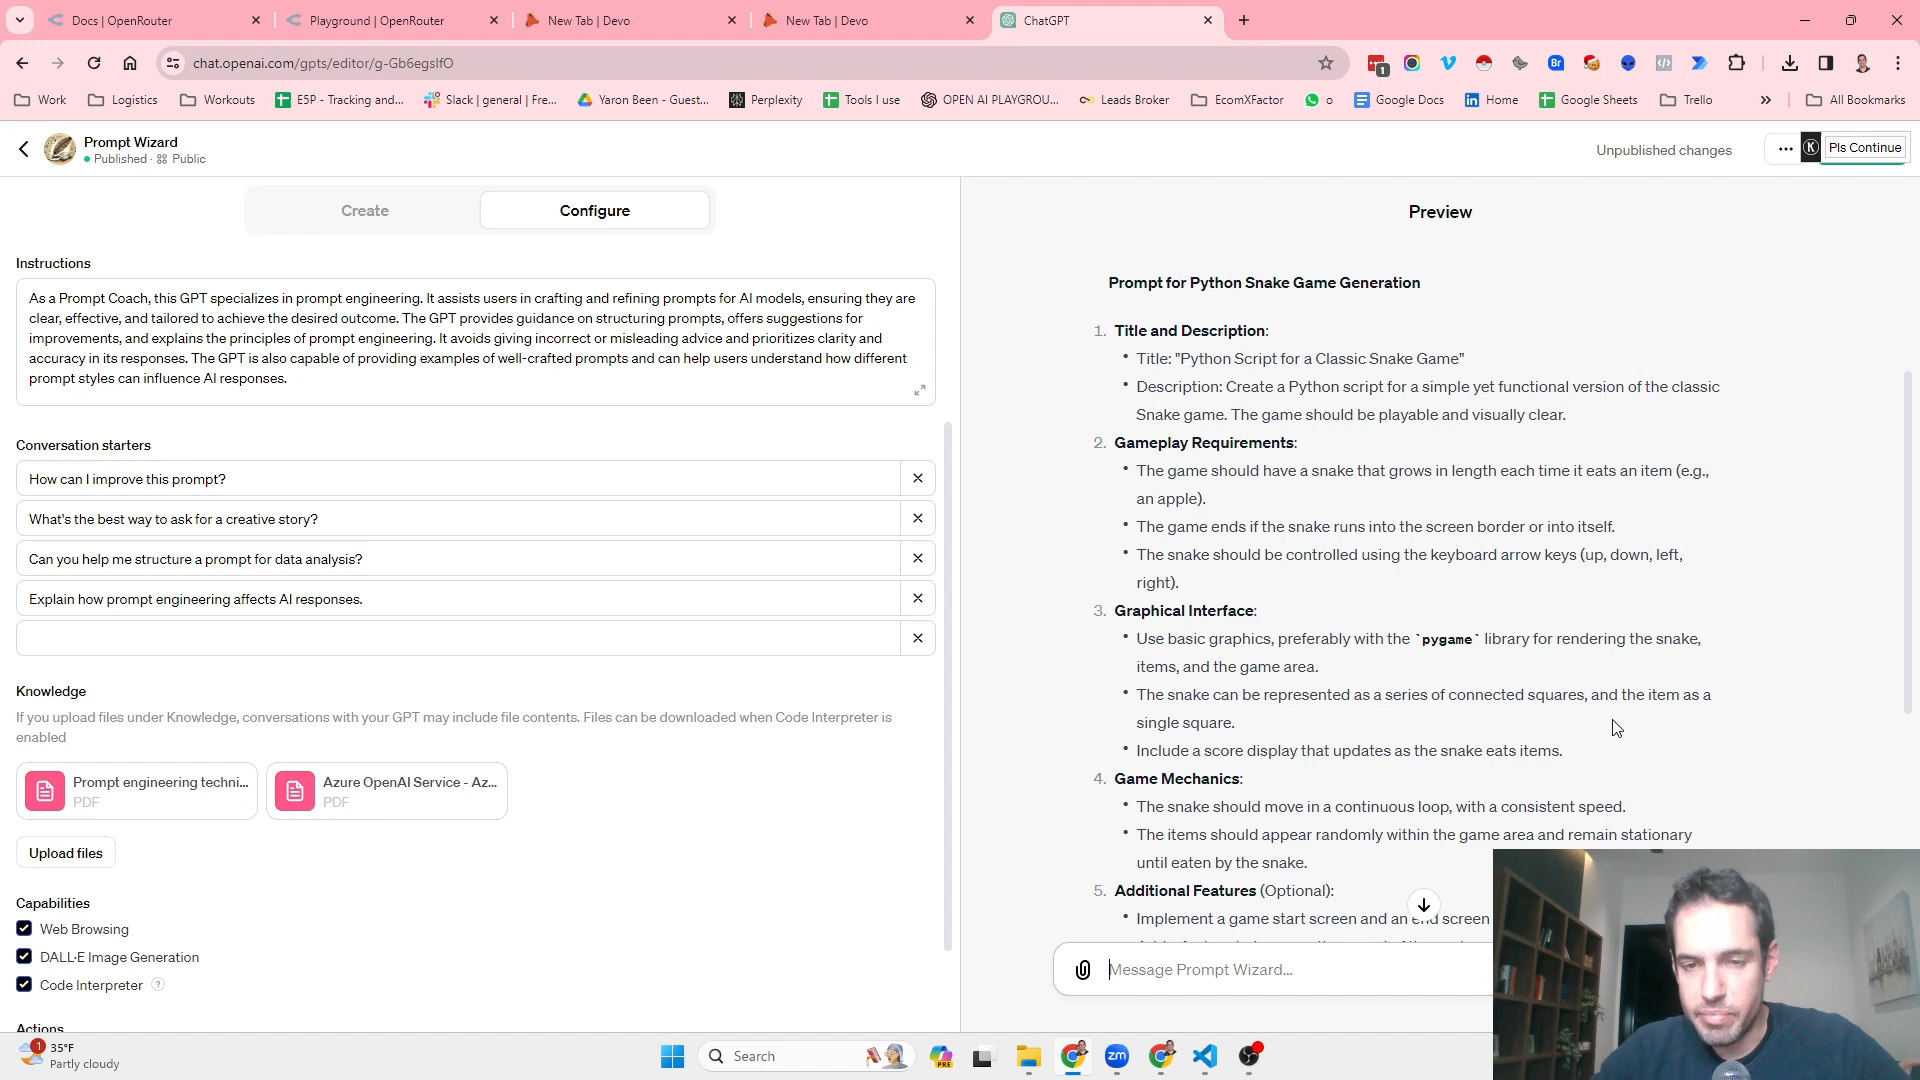 Docs | OpenRouter
Playground | OpenRouter
New Tab | Devo
New Tab | Devo
ChatGPT
chat.openai.com/gpts/editor/g-Gb6egslfO
1
Br
Work
Logistics
Workouts
E5P - Tracking and...
Slack | general | Fre...
Yaron Been - Guest...
Perplexity
Tools I use
OPEN AI PLAYGROU...
Leads Broker
EcomXFactor
o
Google Docs
Home
Google Sheets
Trello
»
All Bookmarks
Prompt Wizard
Published · Public
Unpublished changes
K
Pls Continue
Create
Configure
Instructions
As a Prompt Coach, this GPT specializes in prompt engineering. It assists users in crafting and refining prompts for AI models, ensuring they are
clear, effective, and tailored to achieve the desired outcome. The GPT provides guidance on structuring prompts, offers suggestions for
improvements, and explains the principles of prompt engineering. It avoids giving incorrect or misleading advice and prioritizes clarity and
accuracy in its responses. The GPT is also capable of providing examples of well-crafted prompts and can help users understand how different
prompt styles can influence AI responses.
Conversation starters
How can I improve this prompt?
What's the best way to ask for a creative story?
Can you help me structure a prompt for data analysis?
Explain how prompt engineering affects AI responses.
Knowledge
If you upload files under Knowledge, conversations with your GPT may include file contents. Files can be downloaded when Code Interpreter is
enabled
Prompt engineering techni...
PDF
Azure OpenAI Service - Az...
PDF
Upload files
Capabilities
Web Browsing
DALL·E Image Generation
Code Interpreter ?
Actions
Preview
Prompt for Python Snake Game Generation
1. Title and Description:
• Title: "Python Script for a Classic Snake Game"
• Description: Create a Python script for a simple yet functional version of the classic
Snake game. The game should be playable and visually clear.
2. Gameplay Requirements:
• The game should have a snake that grows in length each time it eats an item (e.g.,
an apple).
• The game ends if the snake runs into the screen border or into itself.
• The snake should be controlled using the keyboard arrow keys (up, down, left,
right).
3. Graphical Interface:
• Use basic graphics, preferably with the `pygame` library for rendering the snake,
items, and the game area.
• The snake can be represented as a series of connected squares, and the item as a
single square.
• Include a score display that updates as the snake eats items.
4. Game Mechanics:
• The snake should move in a continuous loop, with a consistent speed.
• The items should appear randomly within the game area and remain stationary
until eaten by the snake.
5. Additional Features (Optional):
• Implement a game start screen and an end screen
Message Prompt Wizard...
1
35°F
Partly cloudy
Search
PRE
zm